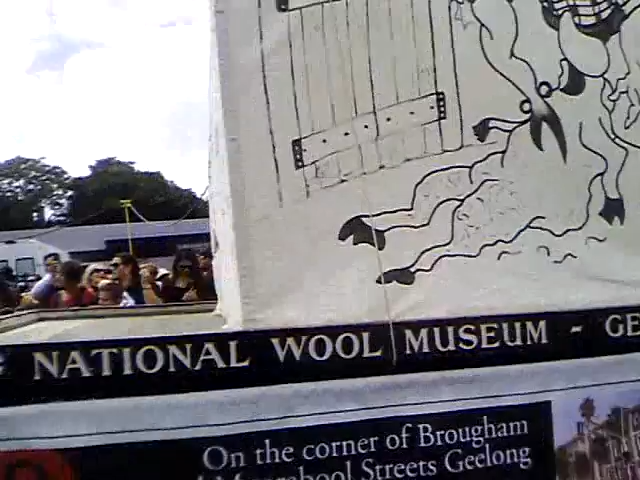 NATIONAL WOOL MUSEUM - GE
On the corner of Brougham
Streets Geelong